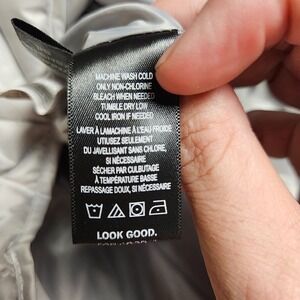 MACHINE WASH COLD
ONLY NON-CHLORINE
BLEACH WHEN NEEDED
TUMBLE DRY LOW
COOL IRON IF NEEDED
LAVER À LAMACHINE À L'EAU FROIDE
UTILISEZ SEULEMENT
DU JAVELLISANT SANS CHLORE,
SI NÉCESSAIRE
SÉCHER PAR CULBUTAGE
À TEMPÉRATURE BASSE
REPASSAGE DOUX, SI NÉCESSAIRE
LOOK GOOD.